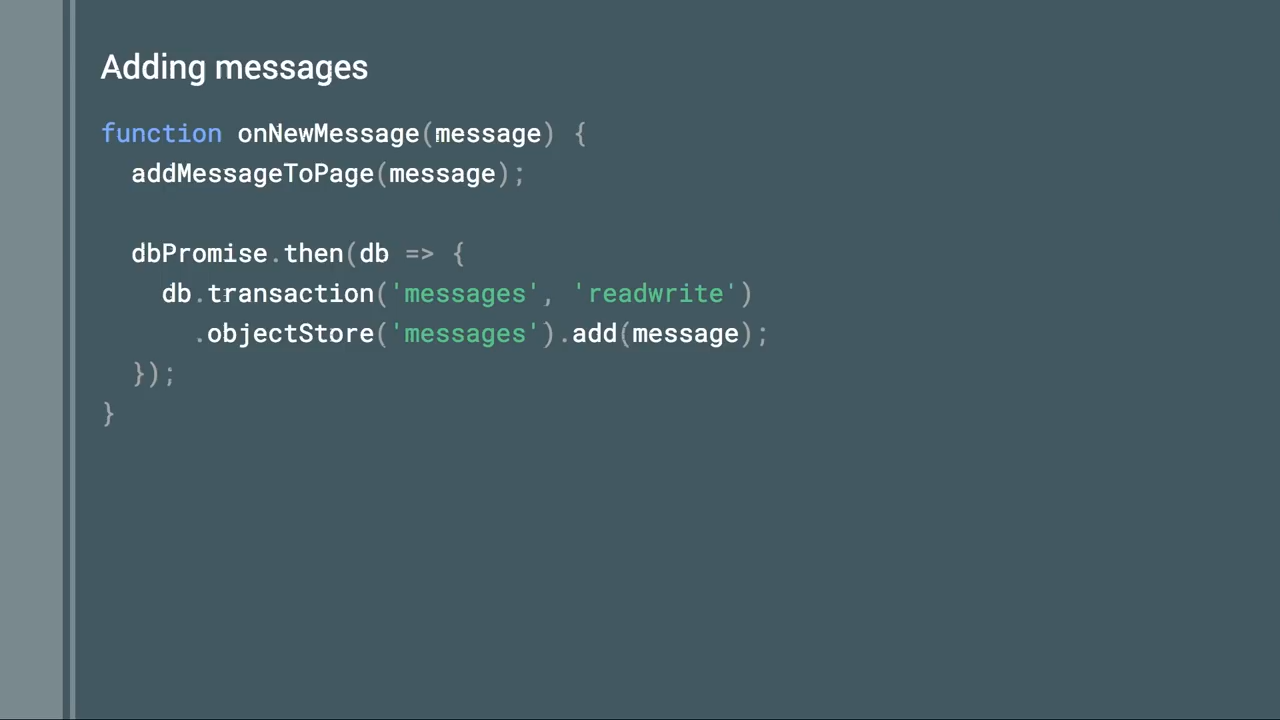 Adding messages
function onNewMessage(message) {
addMessageToPage(message);
dbPromise.then(db => {
db.transaction('messages', 'readwrite')
.objectStore('messages').add(message);
});
}